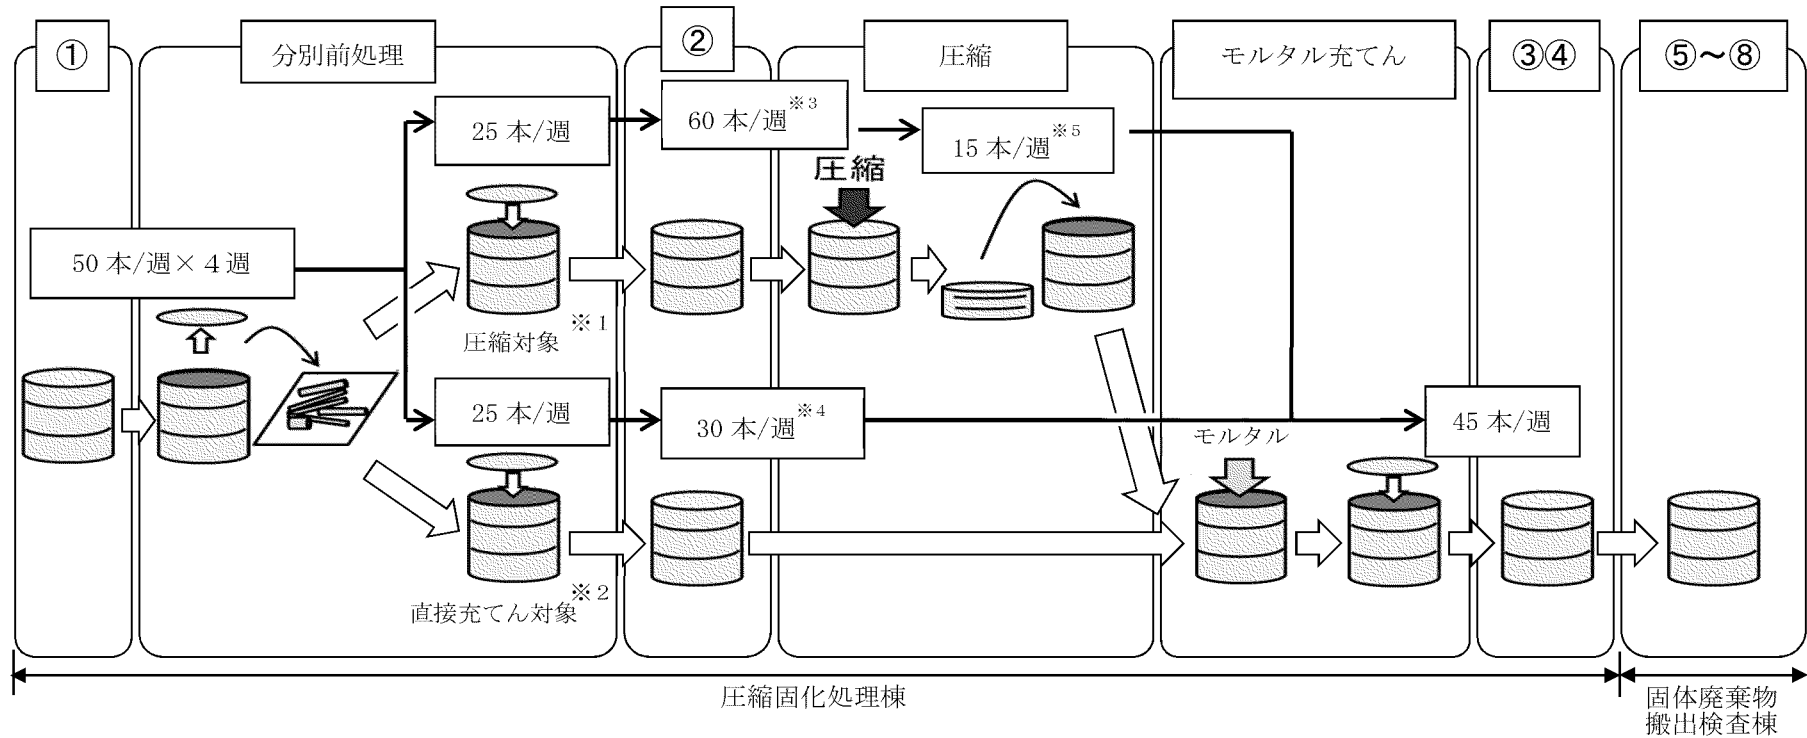 ①
分別前処理
②
圧縮
モルタル充てん
③④
⑤～⑧
25 本/週
60 本/週※3
15 本/週※5
圧縮
50 本/週×４週
圧縮対象※1
25 本/週
30 本/週※4
45 本/週
モルタル
直接充てん対象※2
圧縮固化処理棟
固体廃棄物
搬出検査棟